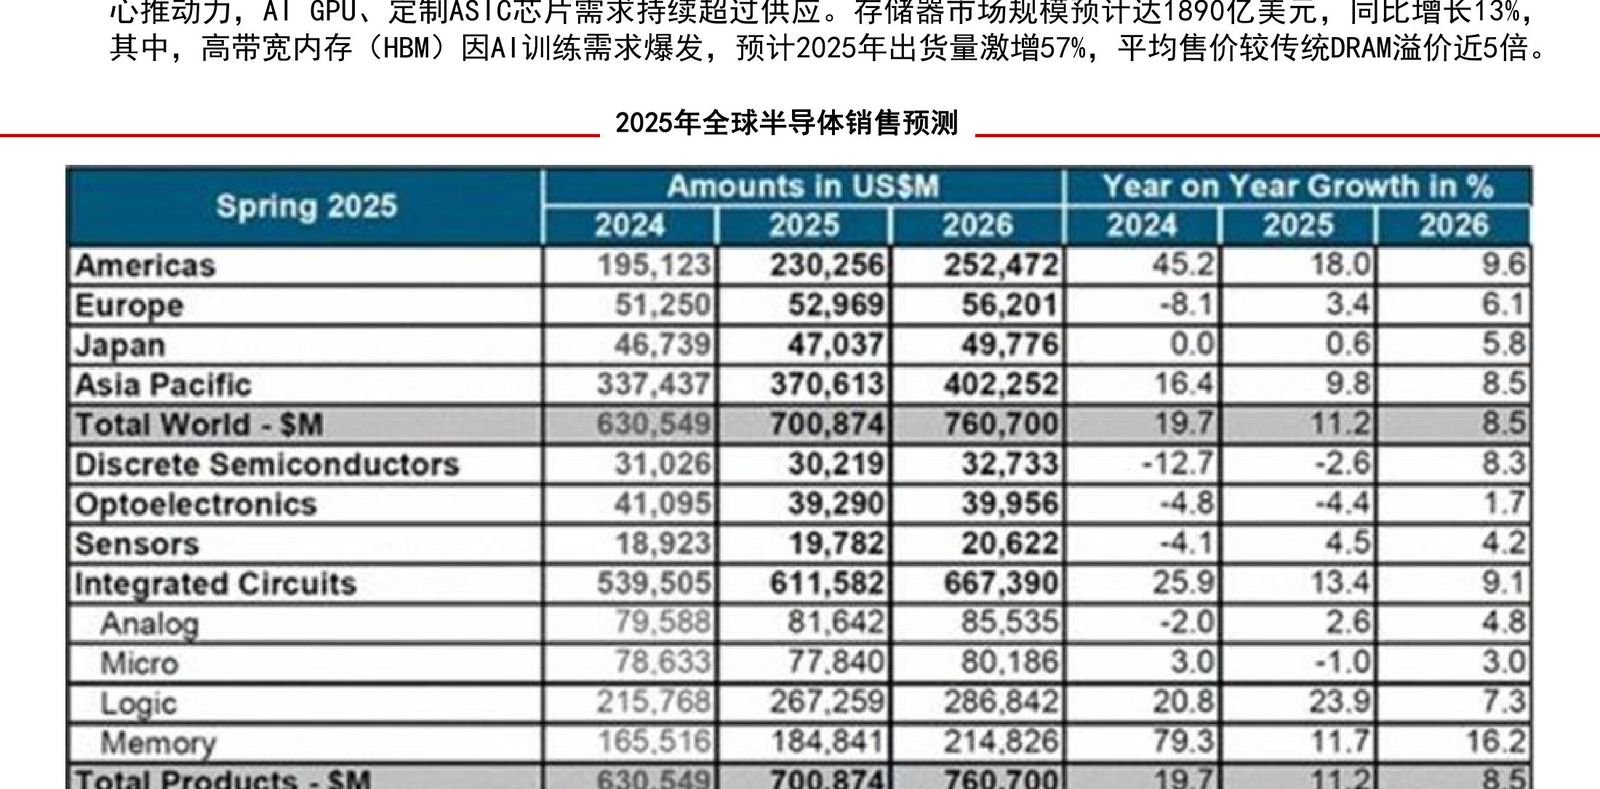 心推动力，AI GPU、定制ASIC芯片需求持续超过供应。存储器市场规模预计达1890亿美元，同比增长13%，
其中，高带宽内存（HBM）因AI训练需求爆发，预计2025年出货量激增57%，平均售价较传统DRAM溢价近5倍。
2025年全球半导体销售预测
Spring 2025 Amounts in US$M Year on Year Growth in %
2024 2025 2026 2024 2025 2026
Americas 195,123 230,256 252,472 45.2 18.0 9.6
Europe 51,250 52,969 56,201 -8.1 3.4 6.1
Japan 46,739 47,037 49,776 0.0 0.6 5.8
Asia Pacific 337,437 370,613 402,252 16.4 9.8 8.5
Total World - $M 630,549 700,874 760,700 19.7 11.2 8.5
Discrete Semiconductors 31,026 30,219 32,733 -12.7 -2.6 8.3
Optoelectronics 41,095 39,290 39,956 -4.8 -4.4 1.7
Sensors 18,923 19,782 20,622 -4.1 4.5 4.2
Integrated Circuits 539,505 611,582 667,390 25.9 13.4 9.1
Analog 79,588 81,642 85,535 -2.0 2.6 4.8
Micro 78,633 77,840 80,186 3.0 -1.0 3.0
Logic 215,768 267,259 286,842 20.8 23.9 7.3
Memory 165,516 184,841 214,826 79.3 11.7 16.2
Total Products - $M 630,549 700,874 760,700 19.7 11.2 8.5